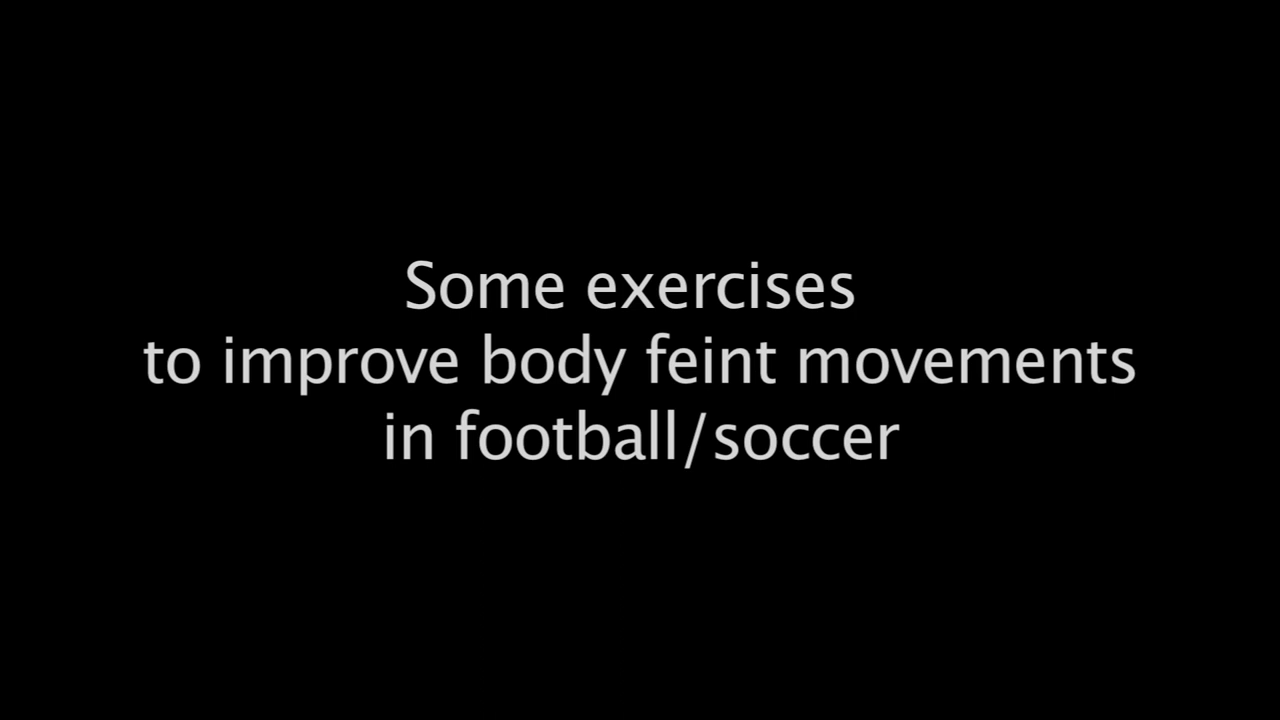 Some exercises
to improve body feint movements
in football/soccer